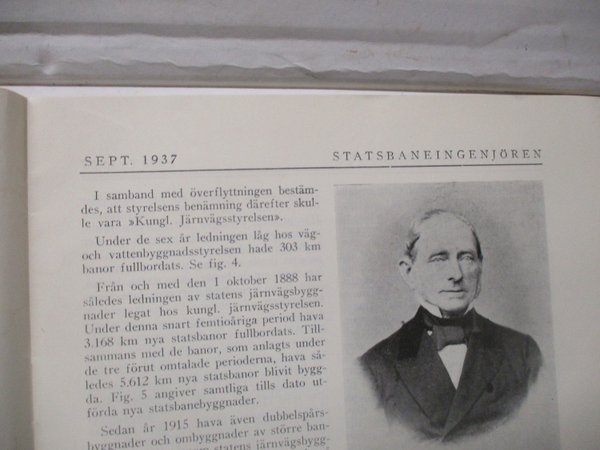 SEPT. 1937
STATSBANEINGENJÖREN
I samband med överflyttningen bestäm-
des, att styrelsens benämning därefter skul-
le vara »Kungl. Järnvägsstyrelsen».
Under de sex år ledningen låg hos väg-
och vattenbyggnadsstyrelsen hade 303 km
banor fullbordats. Se fig. 4.
Från och med den 1 oktober 1888 har
således ledningen av statens järnvägsbygg-
nader legat hos kungl. järnvägsstyrelsen.
Under denna snart femtioåriga period hava
3.168 km nya statsbanor fullbordats. Till-
sammans med de banor, som anlagts under
de tre förut omtalade perioderna, hava så-
ledes 5.612 km nya statsbanor blivit bygg-
da. Fig. 5 angiver samtliga tills dato ut-
förda nya statsbanebyggnader.
Sedan år 1915 hava även dubbelspårs-
byggnader och ombyggnader av större ban-
statens järnvägsbygg-